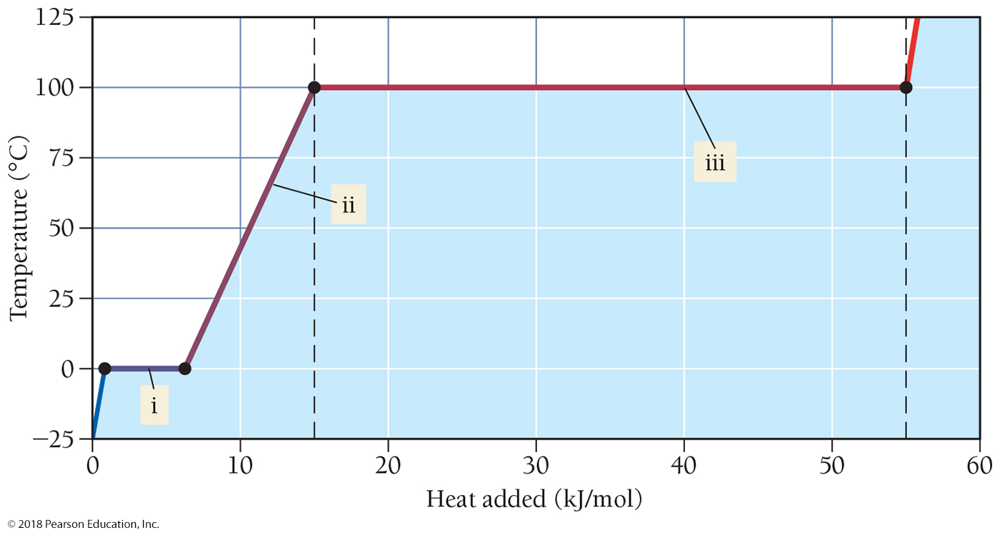 125
100
75
50
25
0
−25
Temperature (°C)
i
ii
iii
0 10 20 30 40 50 60
Heat added (kJ/mol)
© 2018 Pearson Education, Inc.